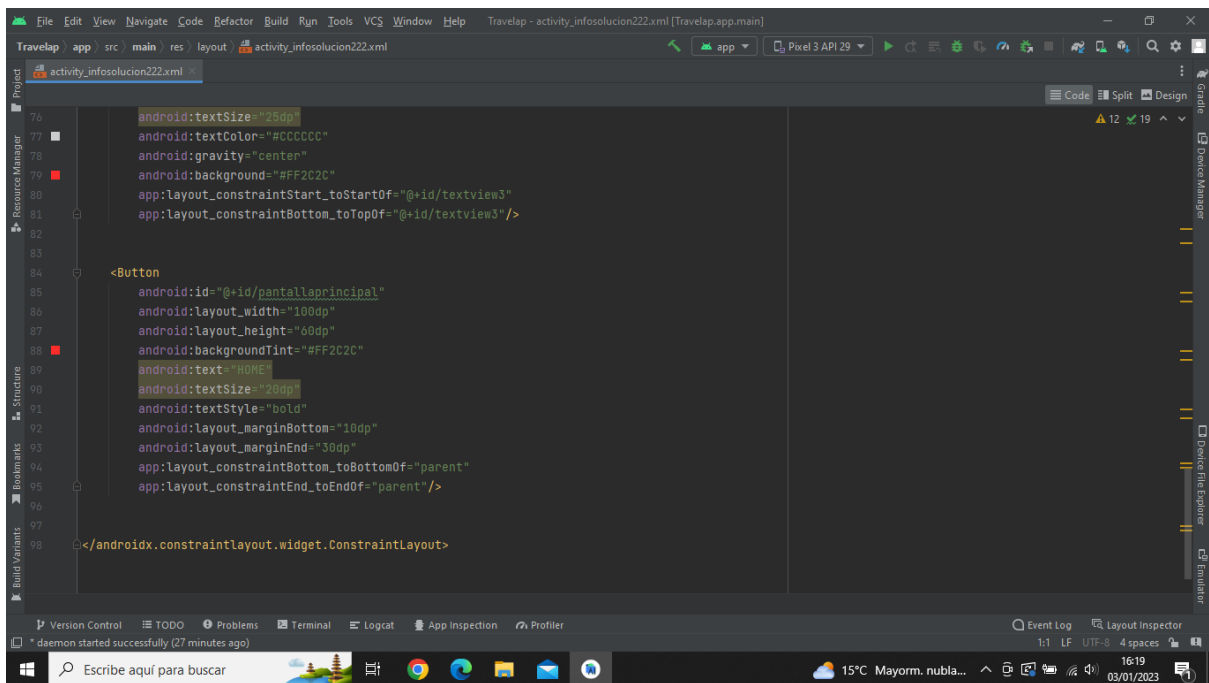 File Edit View Navigate Code Refactor Build Run Tools VCS Window Help Travelap - activity_infosolucion222.xml [Travelap.app.main]
Travelap app src main res layout activity_infosolucion222.xml app Pixel 3 API 29
activity_infosolucion222.xml
Code Split Design
12 19
76 android:textSize="25dp"
77 android:textColor="#CCCCCC"
78 android:gravity="center"
79 android:background="#FF2C2C"
80 app:layout_constraintStart_toStartOf="@+id/textview3"
81 app:layout_constraintBottom_toTopOf="@+id/textview3"/>
82
83
84 <Button
85 android:id="@+id/pantallaprincipal"
86 android:layout_width="100dp"
87 android:layout_height="60dp"
88 android:backgroundTint="#FF2C2C"
89 android:text="HOME"
90 android:textSize="20dp"
91 android:textStyle="bold"
92 android:layout_marginBottom="10dp"
93 android:layout_marginEnd="30dp"
94 app:layout_constraintBottom_toBottomOf="parent"
95 app:layout_constraintEnd_toEndOf="parent"/>
96
97
98 </androidx.constraintlayout.widget.ConstraintLayout>
Project
Resource Manager
Structure
Bookmarks
Build Variants
Gradle
Device Manager
Device File Explorer
Emulator
Version Control TODO Problems Terminal Logcat App Inspection Profiler Event Log Layout Inspector
* daemon started successfully (27 minutes ago) 1:1 LF UTF-8 4 spaces
Escribe aquí para buscar 15°C Mayorm. nubla... 16:19
03/01/2023
1